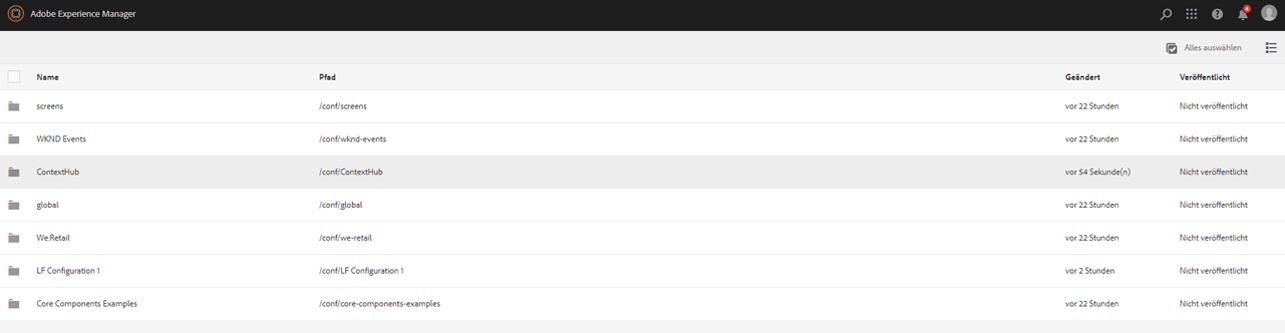 Adobe Experience Manager
4
Alles auswählen
Name Pfad Geändert Veröffentlicht
screens /conf/screens vor 22 Stunden Nicht veröffentlicht
WKND Events /conf/wknd-events vor 22 Stunden Nicht veröffentlicht
ContextHub /conf/ContextHub vor 54 Sekunde(n) Nicht veröffentlicht
global /conf/global vor 22 Stunden Nicht veröffentlicht
We.Retail /conf/we-retail vor 22 Stunden Nicht veröffentlicht
LF Configuration 1 /conf/LF Configuration 1 vor 2 Stunden Nicht veröffentlicht
Core Components Examples /conf/core-components-examples vor 22 Stunden Nicht veröffentlicht